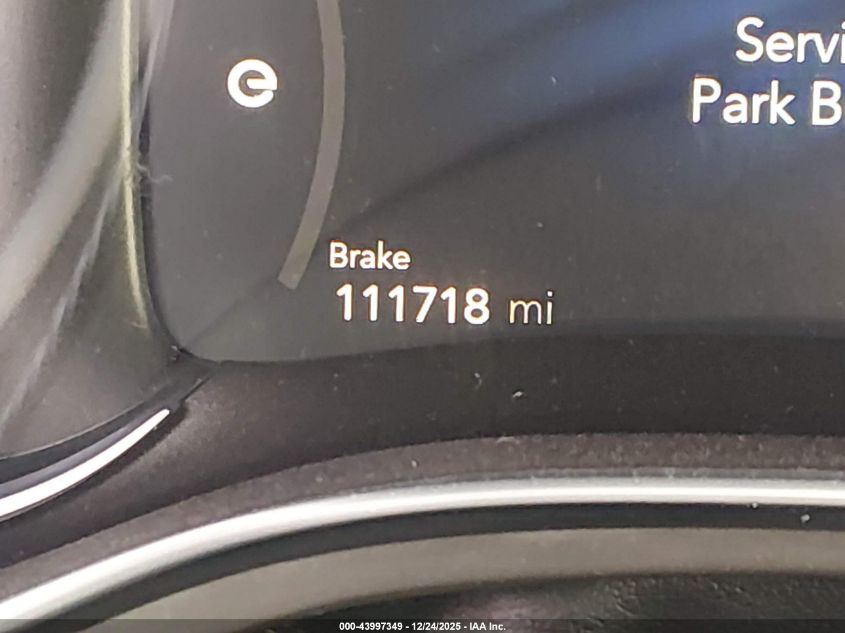 Servi
Park B
e
Brake
111718 mi
000-43997349 - 12/24/2025 - IAA Inc.